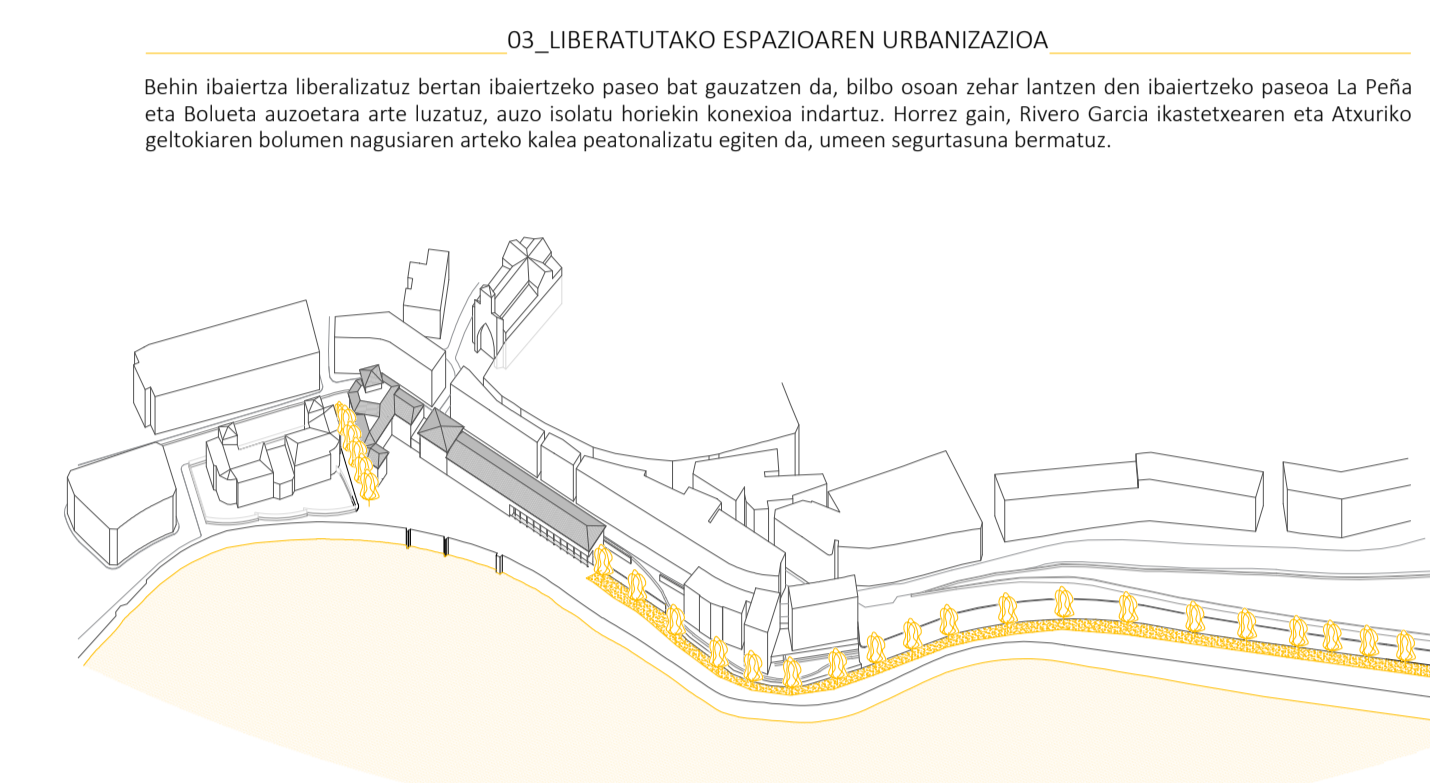 03_LIBERATUTAKO ESPAZIOAREN URBANIZAZIOA
Behin ibaiertza liberalizatuz bertan ibaiertzeko paseo bat gauzatzen da, bilbo osoan zehar lantzen den ibaiertzeko paseoa La Peña
eta Bolueta auzoetara arte luzatuz, auzo isolatu horiekin konexioa indartuz. Horrez gain, Rivero Garcia ikastetxearen eta Atxuriko
geltokiaren bolumen nagusiaren arteko kalea peatonalizatu egiten da, umeen segurtasuna bermatuz.